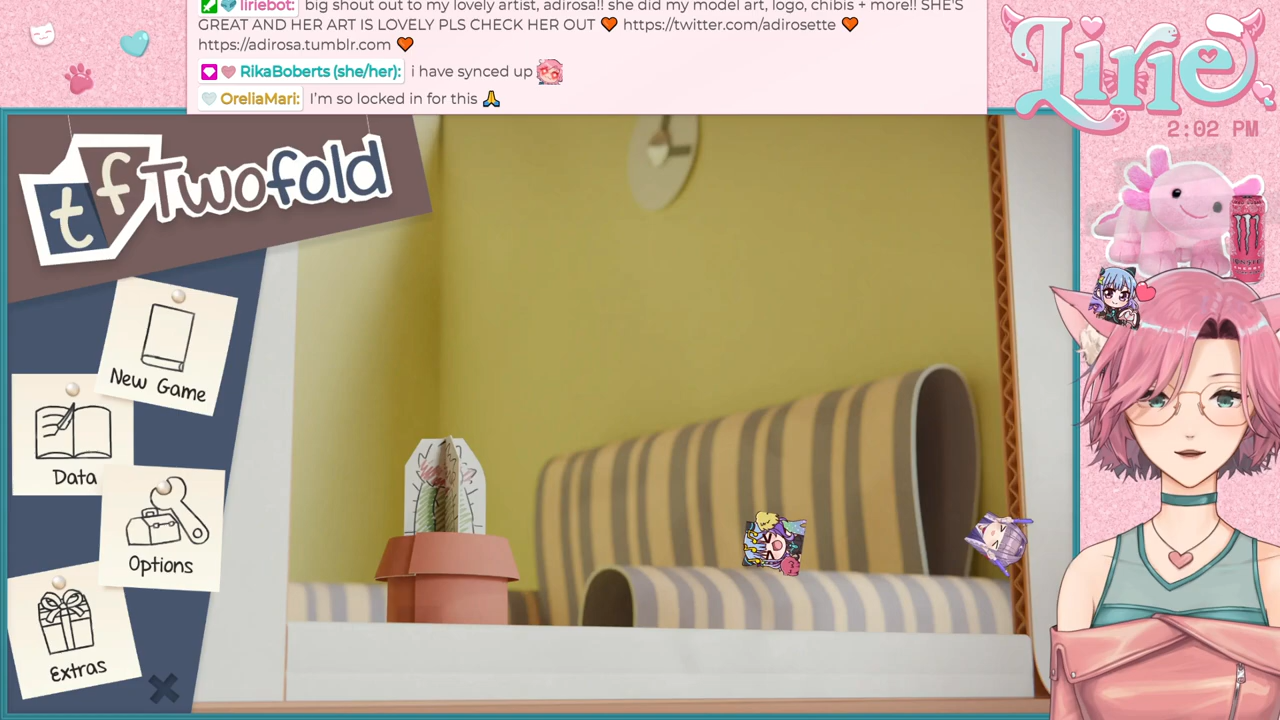 liriebot: big shout out to my lovely artist, adirosa!! she did my model art, logo, chibis + more!! SHE'S
GREAT AND HER ART IS LOVELY PLS CHECK HER OUT 🧡 https://twitter.com/adirosette 🧡
https://adirosa.tumblr.com 🧡
RikaBoberts (she/her): i have synced up
OreliaMari: I'm so locked in for this 🙏
Lirie
2:02 PM
tf Twofold
New Game
Data
Options
Extras